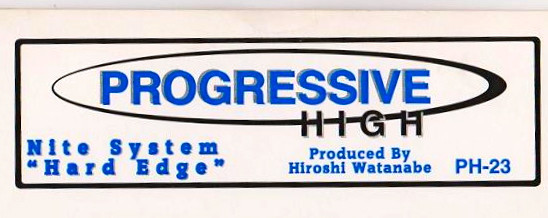 PROGRESSIVE
HIGH
Nite System
"Hard Edge"
Produced By
Hiroshi Watanabe
PH-23